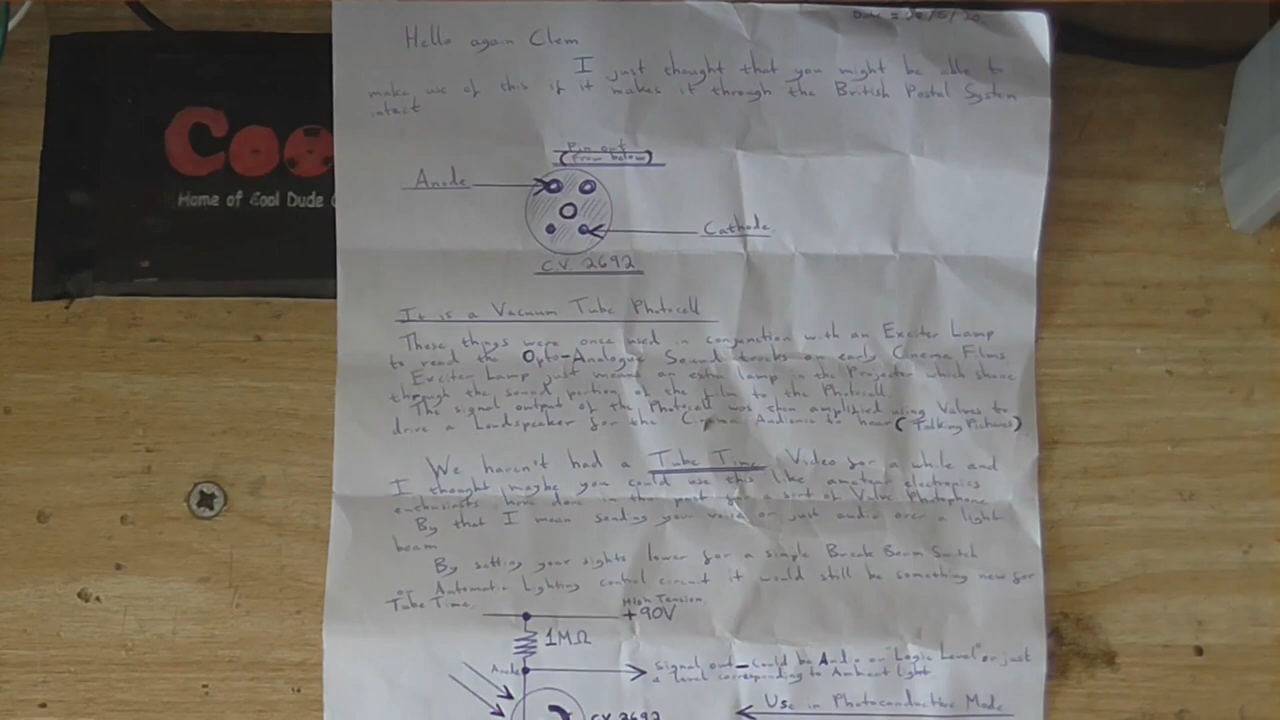 Hello again Clem
I just thought that you might be able to
make use of this if it makes it through the British Postal System
intact
Pin out
(From below)
Anode
Cathode
C.V. 2692
It is a Vacuum Tube Photocell
These things were once used in conjunction with an Exciter Lamp
to read the Opto-Analogue Sound tracks on early Cinema Films
Exciter Lamp just means an extra lamp in the Projector which shone
through the sound portion of the film to the Photocell.
The signal output of the Photocell was then amplified using Valves to
drive a Loudspeaker for the Cinema Audience to hear (Talking Pictures)
We haven't had a Tube Time Video for a while and
I thought maybe you could use this like amateur electronics
enthusiasts have done in the past for a sort of Valve Photophone
By that I mean sending your voice or just audio over a light
beam
By setting your sights lower for a simple Break Beam Switch
or Automatic Lighting control circuit it would still be something new for
Tube Time.
High Tension
+90V
1MΩ
Anode
Signal out - could be Audio or "Logic Level" or just
a level corresponding to Ambient light
CV 2692
Use in Photoconductive Mode
Coo
Home of Cool Dude